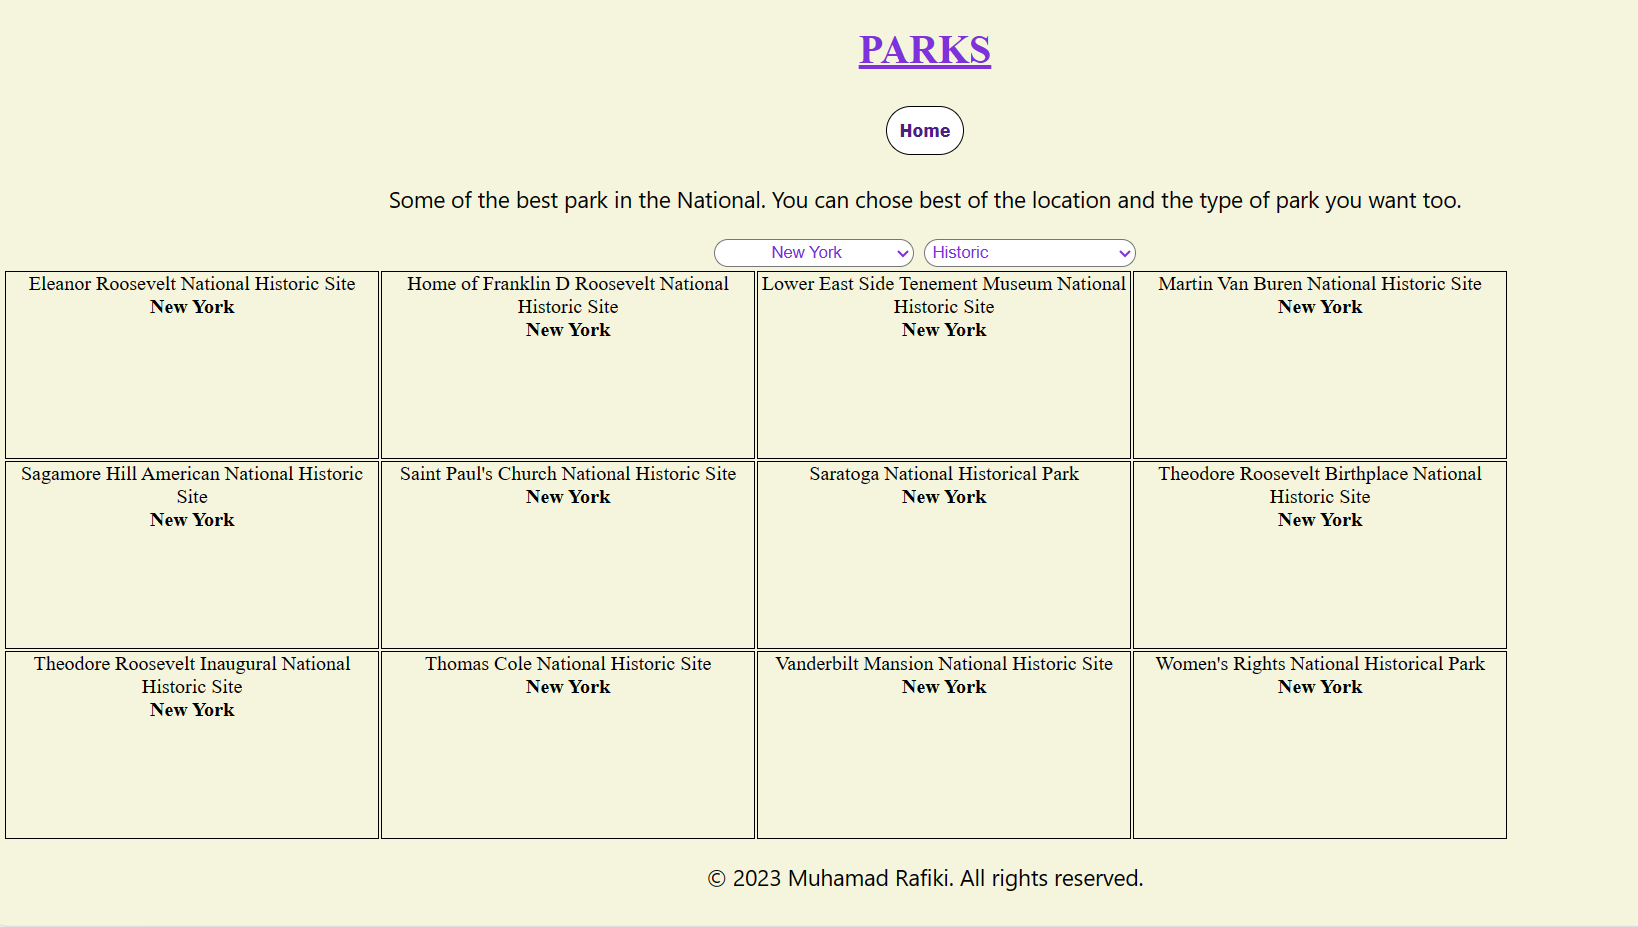 PARKS
Home
Some of the best park in the National. You can chose best of the location and the type of park you want too.
New York
Historic
Eleanor Roosevelt National Historic Site
New York
Home of Franklin D Roosevelt National
Historic Site
New York
Lower East Side Tenement Museum National
Historic Site
New York
Martin Van Buren National Historic Site
New York
Sagamore Hill American National Historic
Site
New York
Saint Paul's Church National Historic Site
New York
Saratoga National Historical Park
New York
Theodore Roosevelt Birthplace National
Historic Site
New York
Theodore Roosevelt Inaugural National
Historic Site
New York
Thomas Cole National Historic Site
New York
Vanderbilt Mansion National Historic Site
New York
Women's Rights National Historical Park
New York
© 2023 Muhamad Rafiki. All rights reserved.